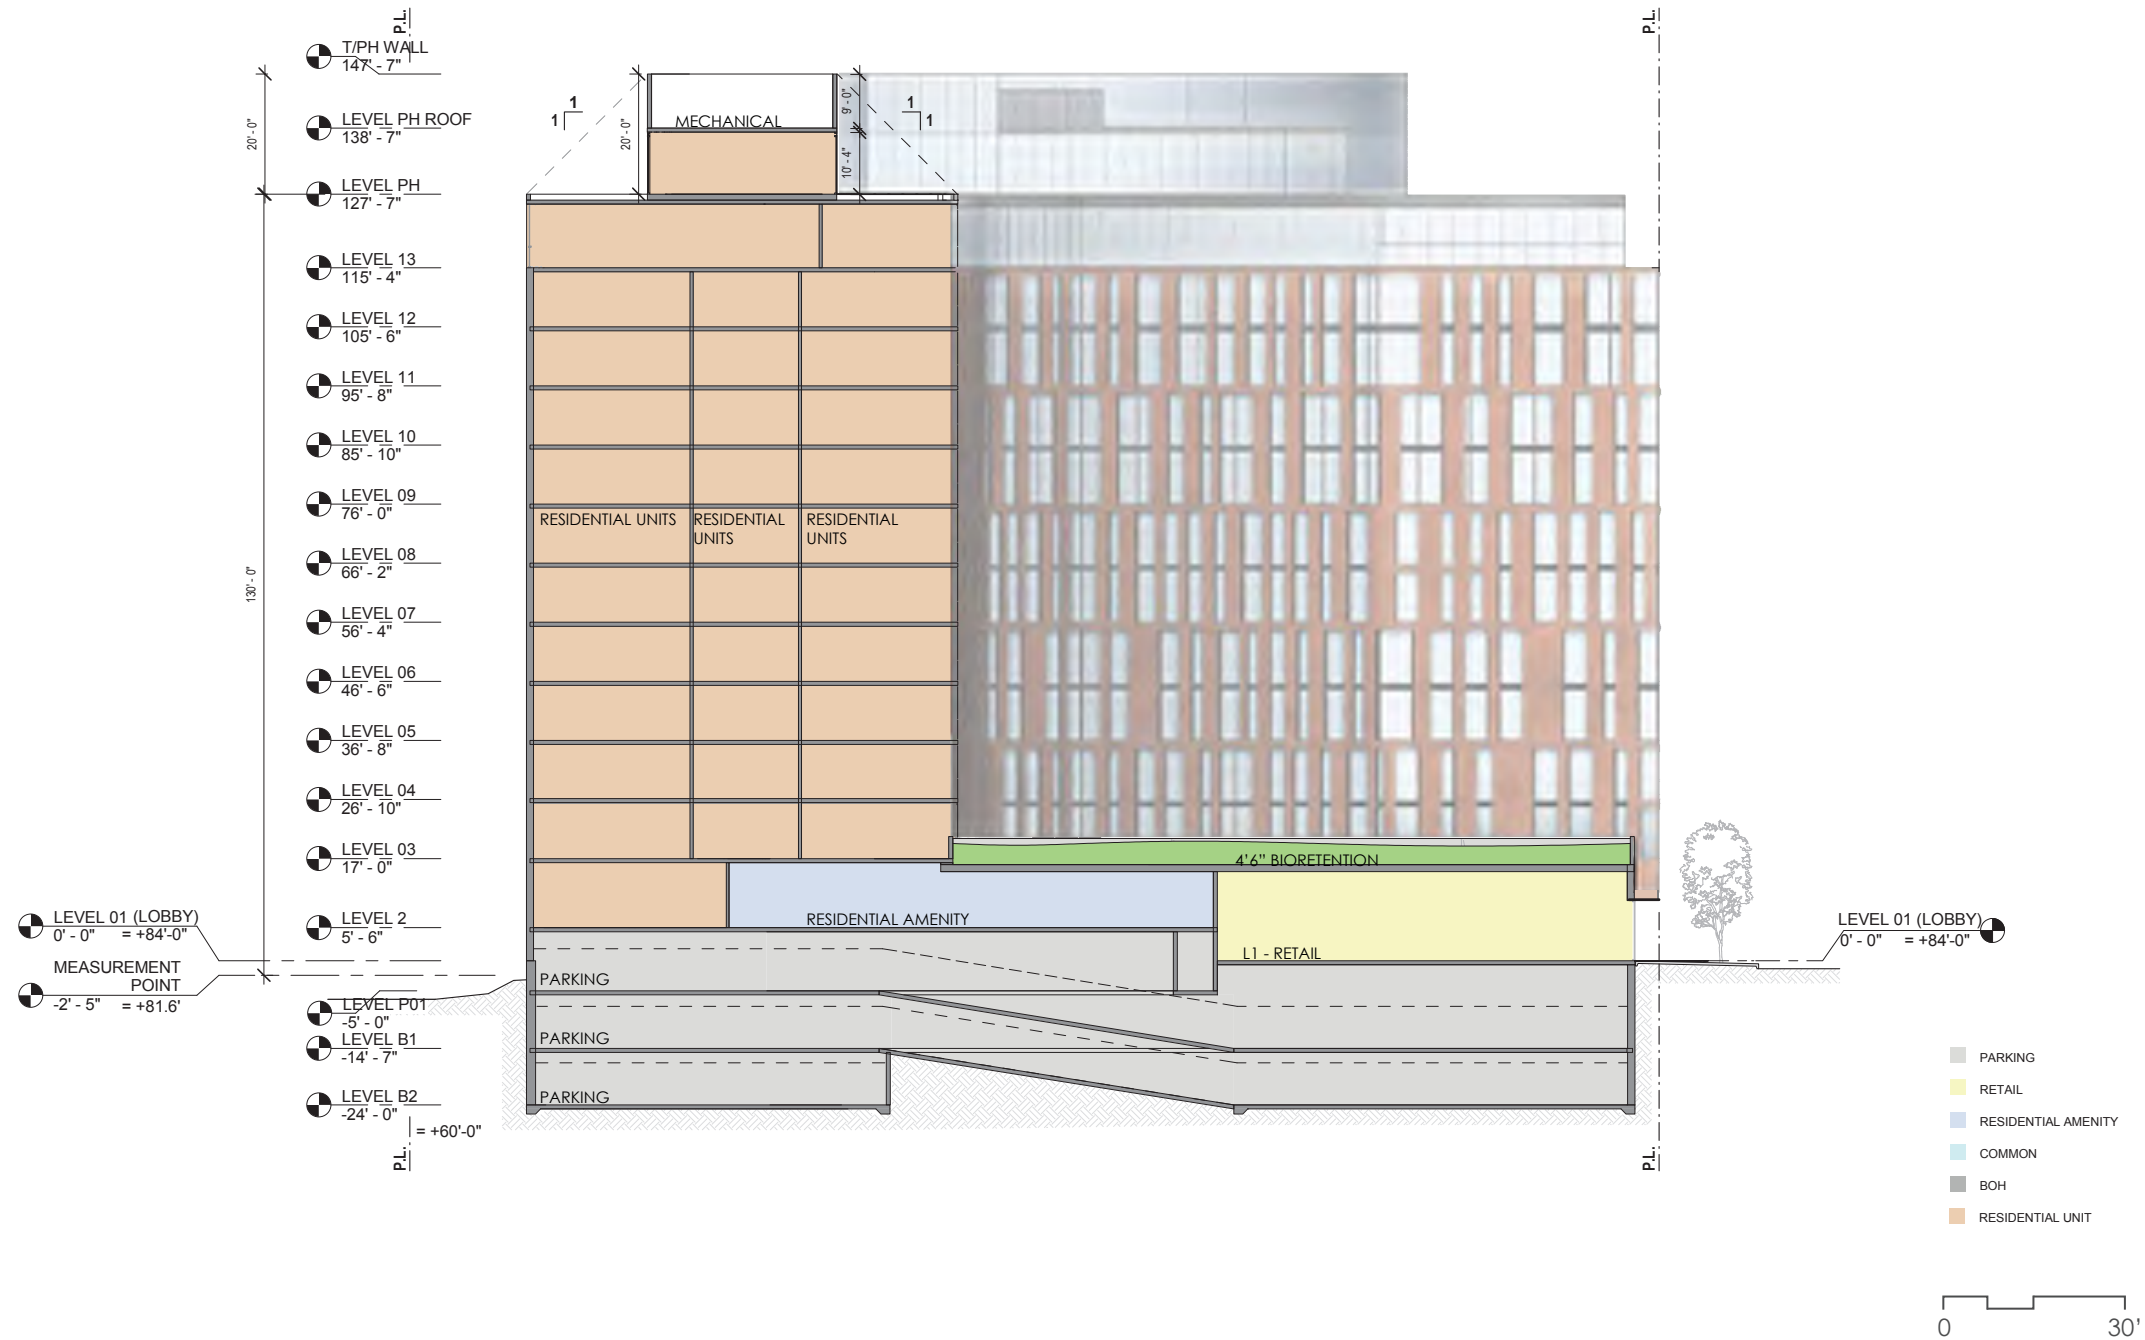 P.L.
P.L.
T/PH WALL
147' - 7"
LEVEL PH ROOF
138' - 7"
LEVEL PH
127' - 7"
LEVEL 13
115' - 4"
LEVEL 12
105' - 6"
LEVEL 11
95' - 8"
LEVEL 10
85' - 10"
LEVEL 09
76' - 0"
LEVEL 08
66' - 2"
LEVEL 07
56' - 4"
LEVEL 06
46' - 6"
LEVEL 05
36' - 8"
LEVEL 04
26' - 10"
LEVEL 03
17' - 0"
LEVEL 2
5' - 6"
LEVEL 01 (LOBBY)
0' - 0" = +84'-0"
MEASUREMENT
POINT
-2' - 5" = +81.6'
LEVEL P01
-5' - 0"
LEVEL B1
-14' - 7"
LEVEL B2
-24' - 0"
= +60'-0"
P.L.
20' - 0"
130' - 0"
20' - 0"
9' - 0"
10' - 4"
1
1
1
1
MECHANICAL
RESIDENTIAL UNITS
RESIDENTIAL
UNITS
RESIDENTIAL
UNITS
4'6" BIORETENTION
RESIDENTIAL AMENITY
L1 - RETAIL
PARKING
PARKING
PARKING
LEVEL 01 (LOBBY)
0' - 0" = +84'-0"
P.L.
PARKING
RETAIL
RESIDENTIAL AMENITY
COMMON
BOH
RESIDENTIAL UNIT
0 30'